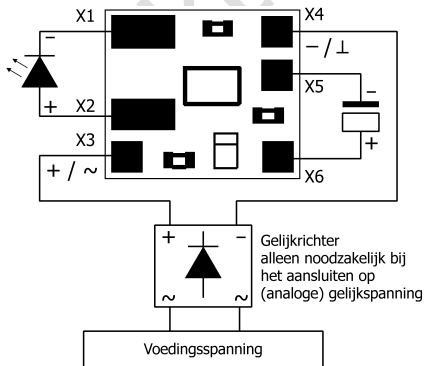 X1
X4
−
− / ⊥
X5
−
+
X2
X3
+
+ / ~
X6
+
−
Gelijkrichter
alleen noodzakelijk bij
het aansluiten op
(analoge) gelijkspanning
~
~
Voedingsspanning